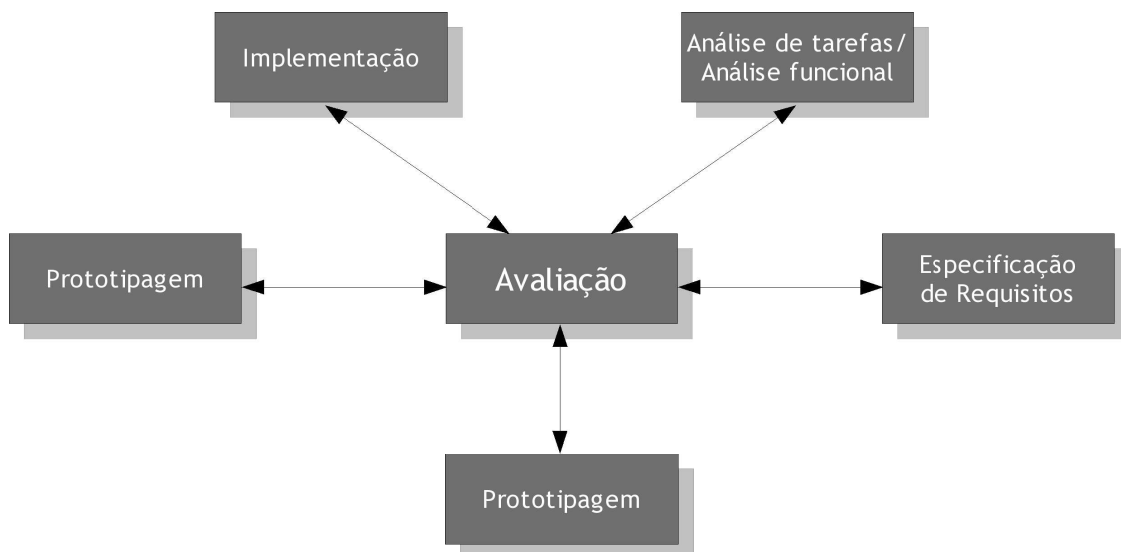 Implementação
Análise de tarefas/
Análise funcional
Prototipagem
Avaliação
Especificação
de Requisitos
Prototipagem